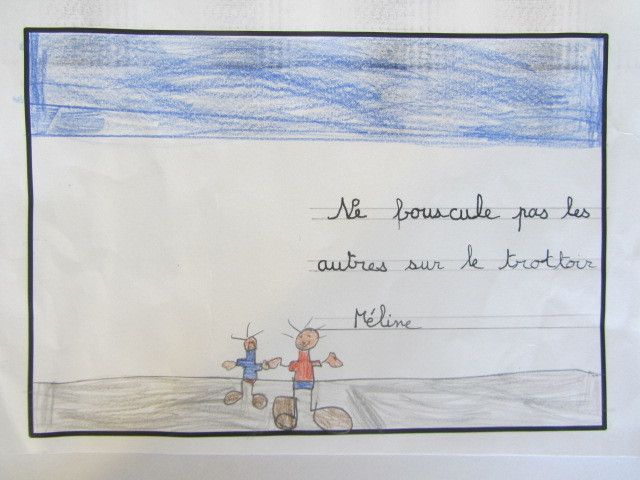 Ne bouscule pas les
autres sur le trottoir
Méline